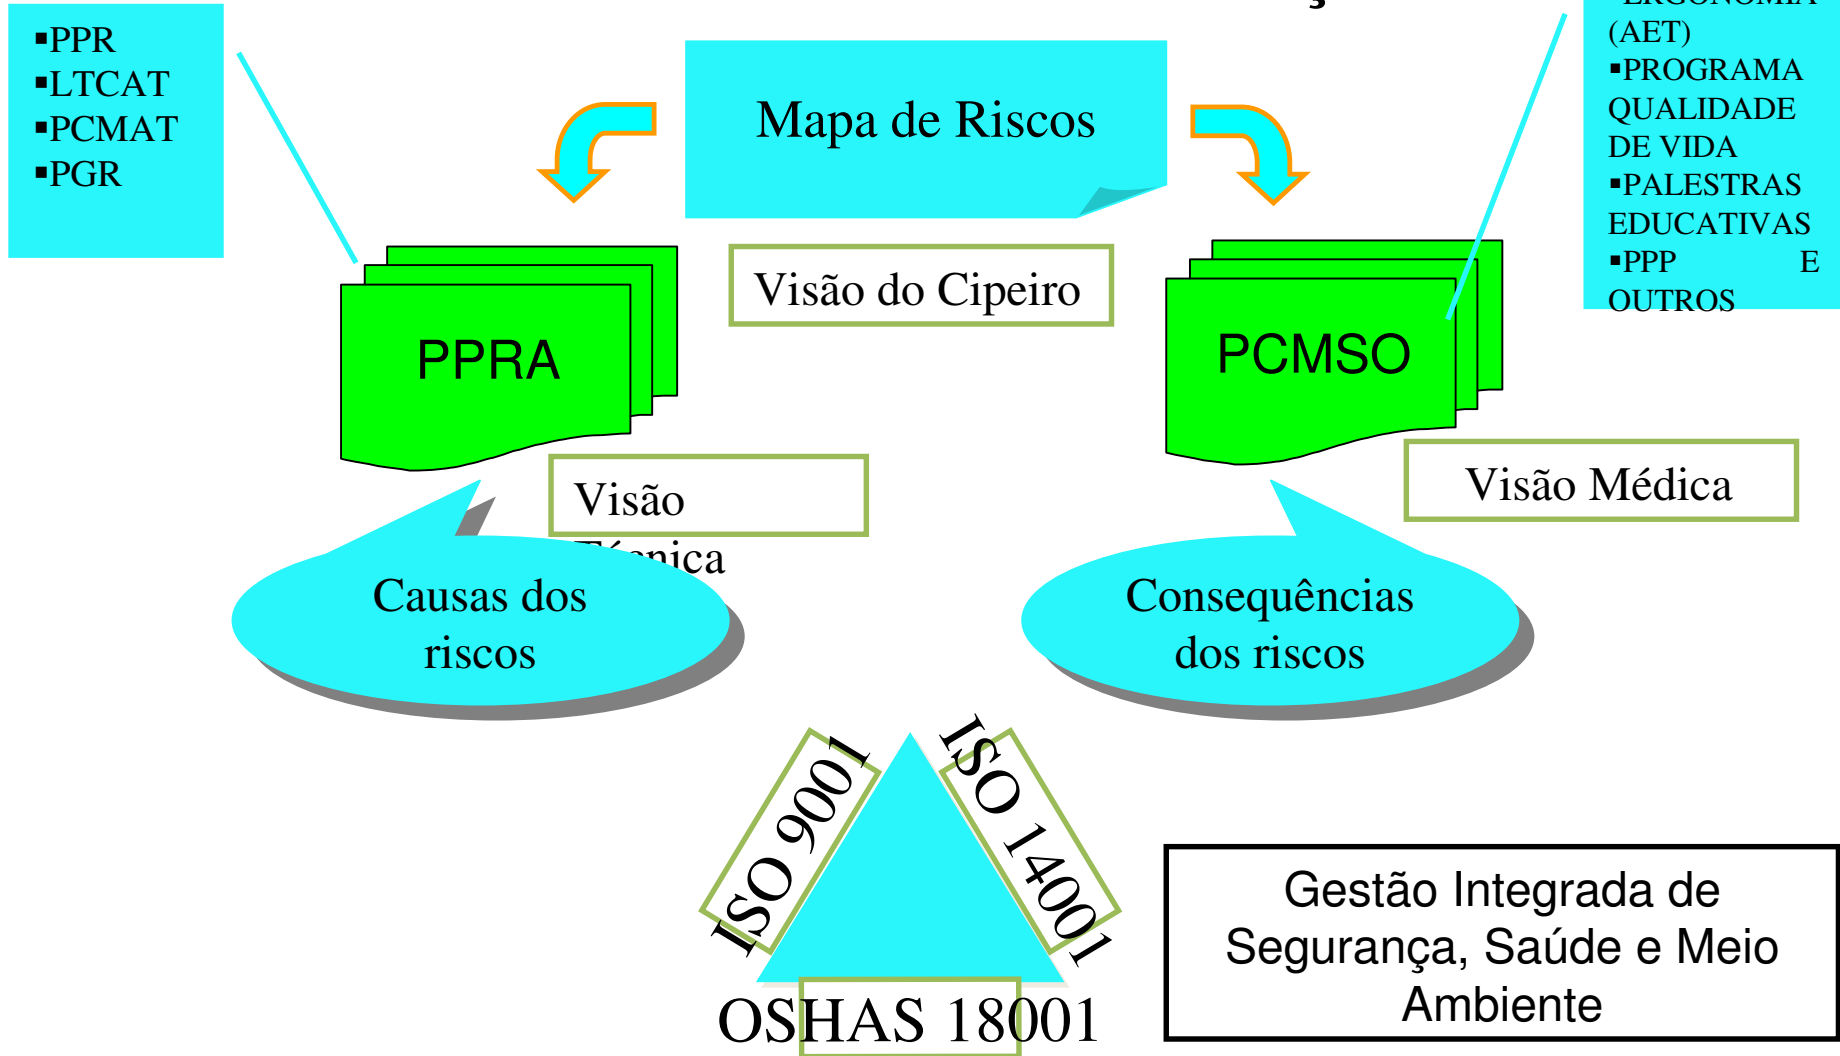 ▪PPR
▪LTCAT
▪PCMAT
▪PGR
Mapa de Riscos
ERGONOMIA
(AET)
▪PROGRAMA
QUALIDADE
DE VIDA
▪PALESTRAS
EDUCATIVAS
▪PPP E
OUTROS
Visão do Cipeiro
PPRA
PCMSO
Visão
Técnica
Visão Médica
Causas dos
riscos
Consequências
dos riscos
ISO 9001
ISO 14001
OSHAS 18001
Gestão Integrada de
Segurança, Saúde e Meio
Ambiente